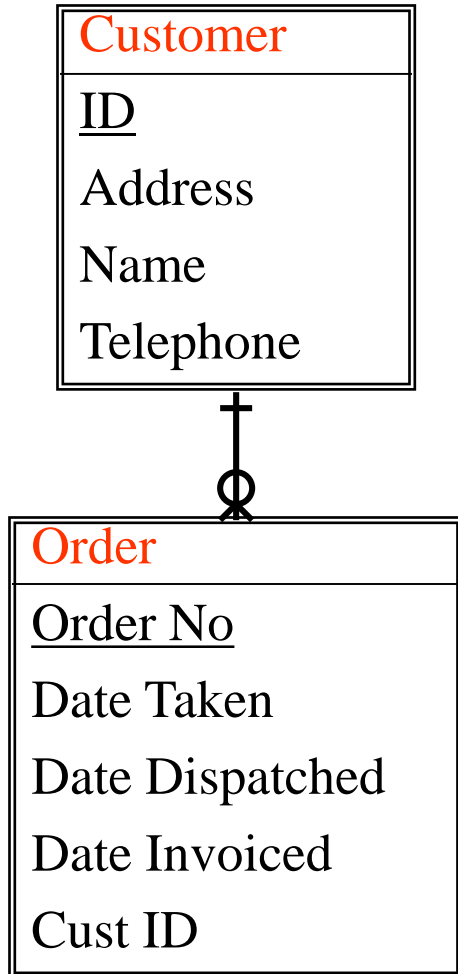 Customer
ID
Address
Name
Telephone
Order
Order No
Date Taken
Date Dispatched
Date Invoiced
Cust ID